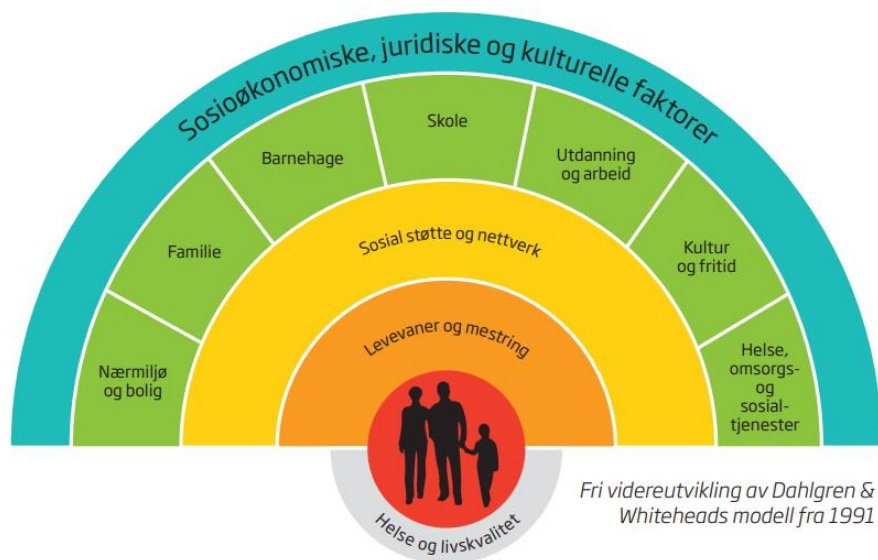 Sosioøkonomiske, juridiske og kulturelle faktorer
Nærmiljø
og bolig
Familie
Barnehage
Skole
Utdanning
og arbeid
Kultur
og fritid
Helse,
omsorgs-
og
sosial-
tjenester
Sosial støtte og nettverk
Levevaner og mestring
Helse og livskvalitet
Fri videreutvikling av Dahlgren &
Whiteheads modell fra 1991